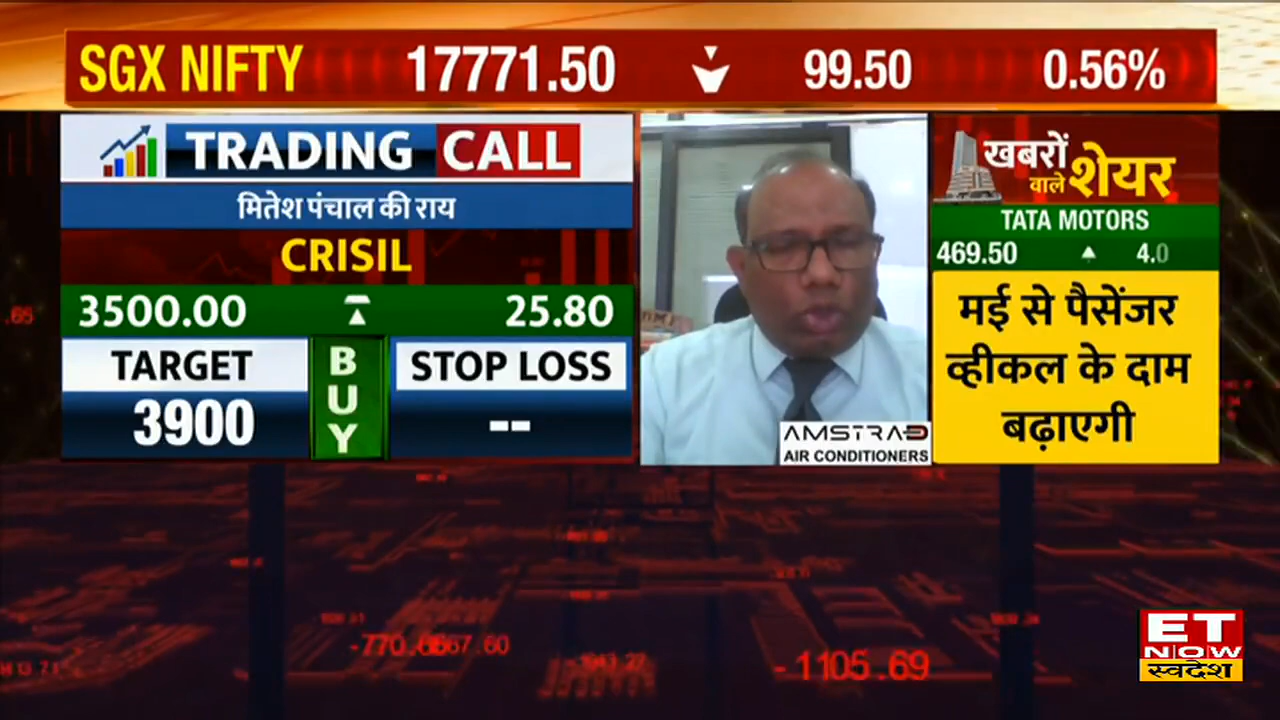 SGX NIFTY 17771.50 99.50 0.56%
TRADING CALL
मितेश पंचाल की राय
CRISIL
3500.00 25.80
TARGET
3900
BUY
STOP LOSS
--
AMSTRAD
AIR CONDITIONERS
खबरों
वाले शेयर
TATA MOTORS
469.50 4.0
मई से पैसेंजर
व्हीकल के दाम
बढ़ाएगी
.65
-1105.69
ET
NOW
स्वदेश